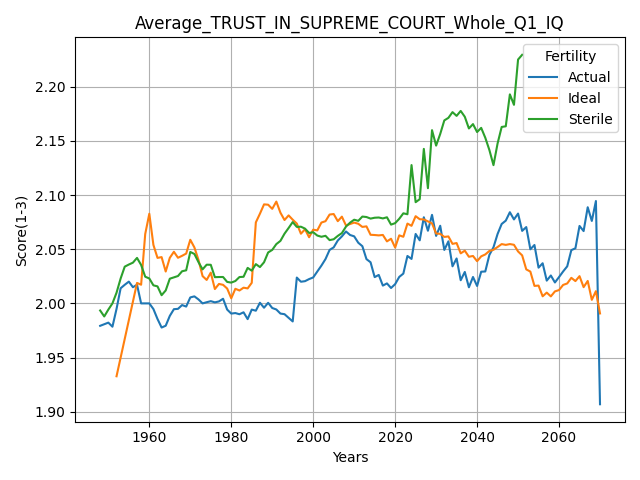 Average_TRUST_IN_SUPREME_COURT_Whole_Q1_IQ
Fertility
Actual
Ideal
Sterile
Score(1-3)
2.20
2.15
2.10
2.05
2.00
1.95
1.90
1960
1980
2000
2020
2040
2060
Years